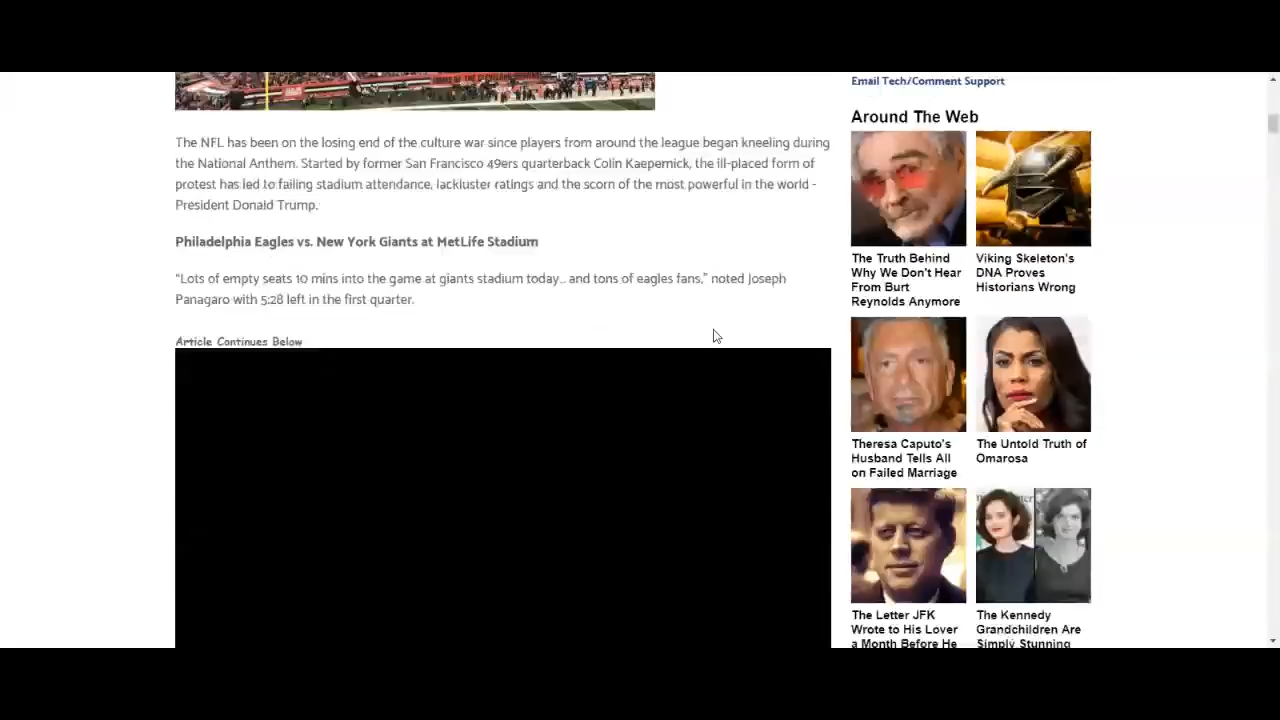 The NFL has been on the losing end of the culture war since players from around the league began kneeling during
the National Anthem. Started by former San Francisco 49ers quarterback Colin Kaepernick, the ill-placed form of
protest has led to failing stadium attendance, lackluster ratings and the scorn of the most powerful in the world -
President Donald Trump.
Philadelphia Eagles vs. New York Giants at MetLife Stadium
“Lots of empty seats 10 mins into the game at giants stadium today… and tons of eagles fans,” noted Joseph
Panagaro with 5:28 left in the first quarter.
Article Continues Below
Email Tech/Comment Support
Around The Web
The Truth Behind
Why We Don't Hear
From Burt
Reynolds Anymore
Viking Skeleton's
DNA Proves
Historians Wrong
Theresa Caputo's
Husband Tells All
on Failed Marriage
The Untold Truth of
Omarosa
The Letter JFK
Wrote to His Lover
a Month Before He
The Kennedy
Grandchildren Are
Simply Stunning